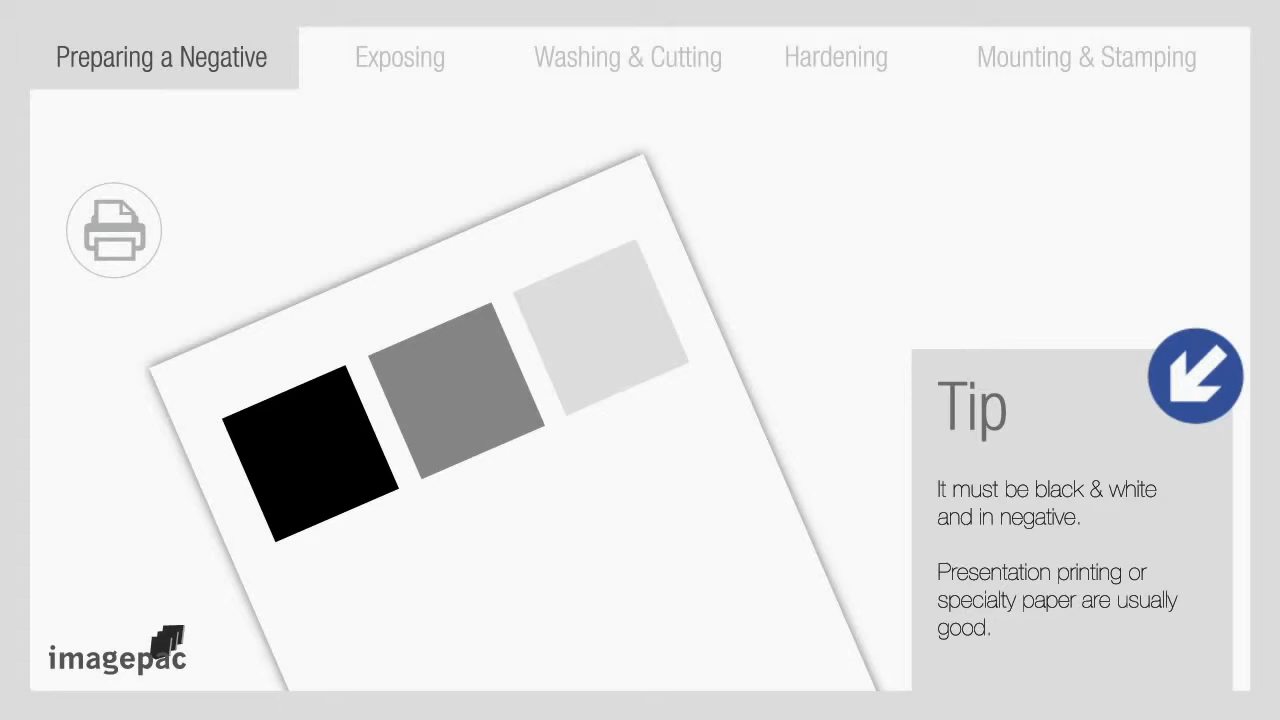 Preparing a Negative
Exposing
Washing & Cutting
Hardening
Mounting & Stamping
Tip
It must be black & white
and in negative.
Presentation printing or
specialty paper are usually
good.
imagepac